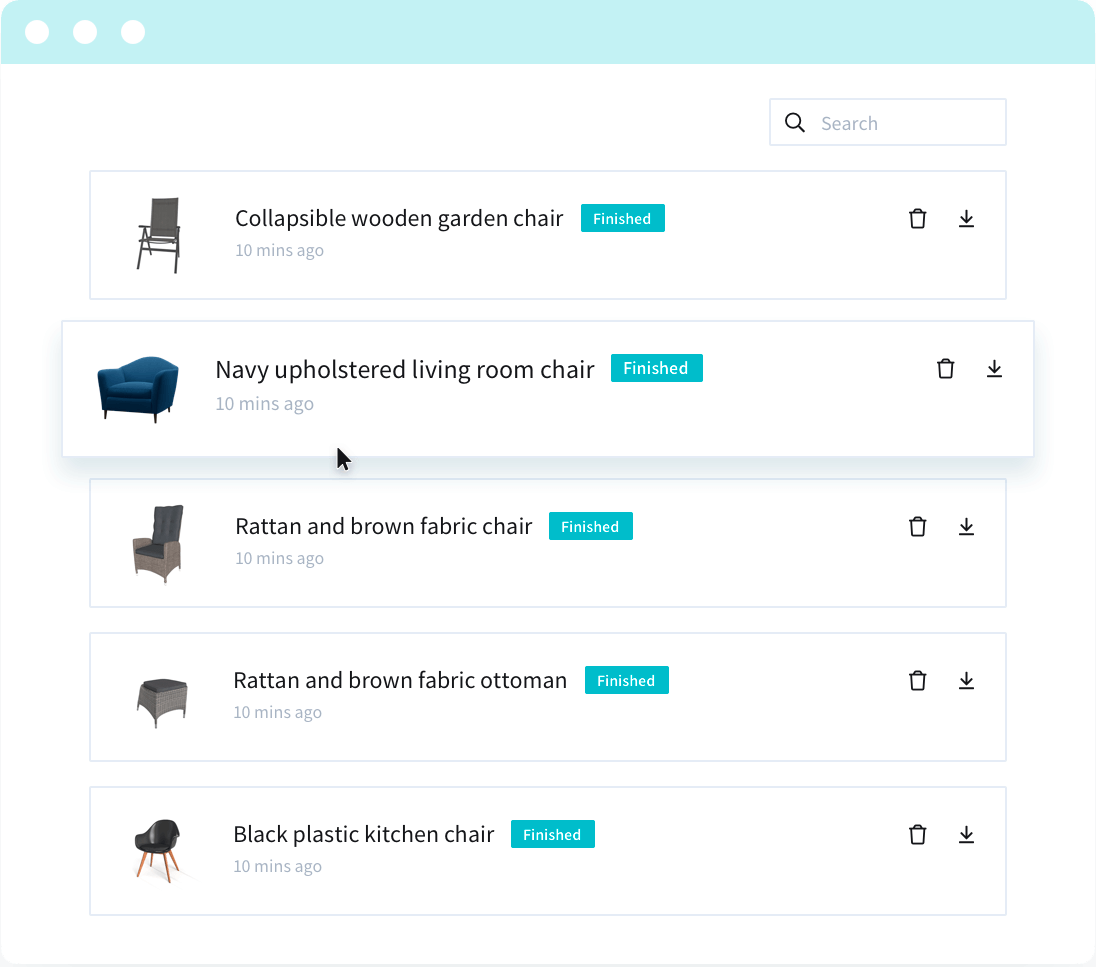 Search
Collapsible wooden garden chair Finished
10 mins ago
Navy upholstered living room chair Finished
10 mins ago
Rattan and brown fabric chair Finished
10 mins ago
Rattan and brown fabric ottoman Finished
10 mins ago
Black plastic kitchen chair Finished
10 mins ago